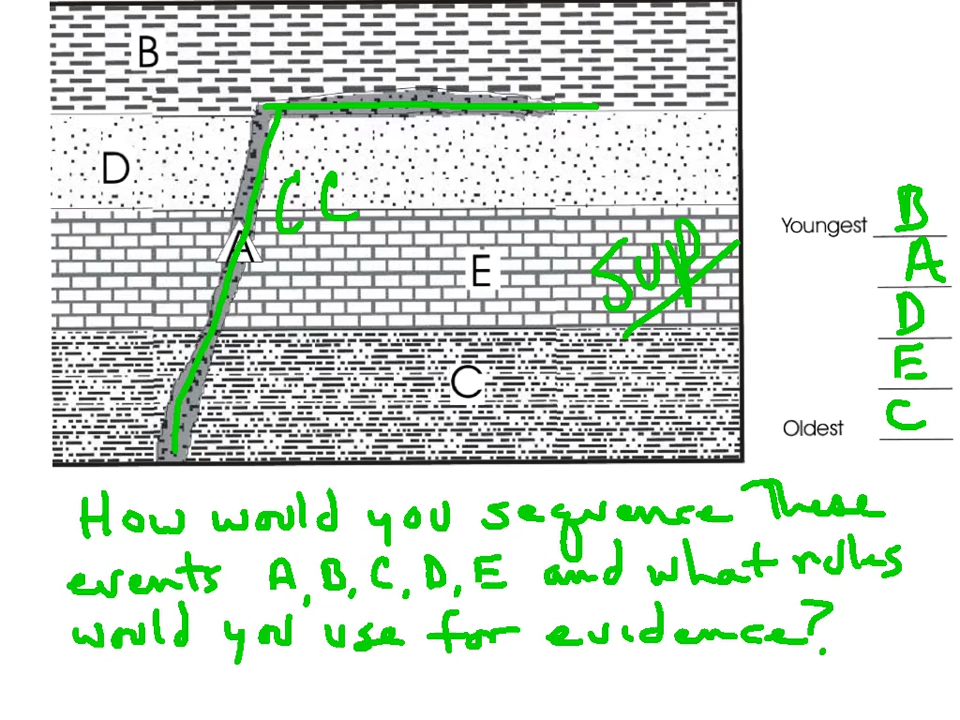 B
D
CC
A
E
SUP
C
Youngest B
A
D
E
Oldest C
How would you sequence These
events A, B, C, D, E and what rules
would you use for evidence?